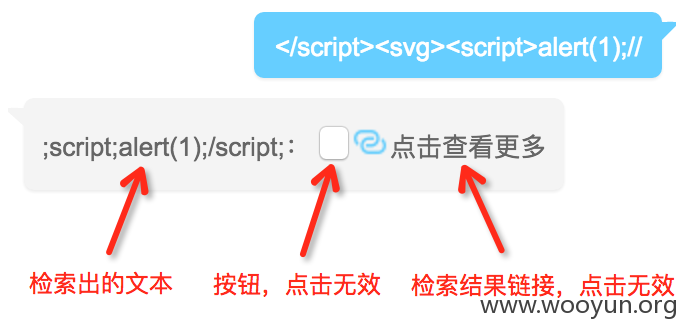 </script><svg><script>alert(1);//
;script;alert(1);/script;： 点击查看更多
检索出的文本 按钮，点击无效 检索结果链接，点击无效
www.wooyun.org